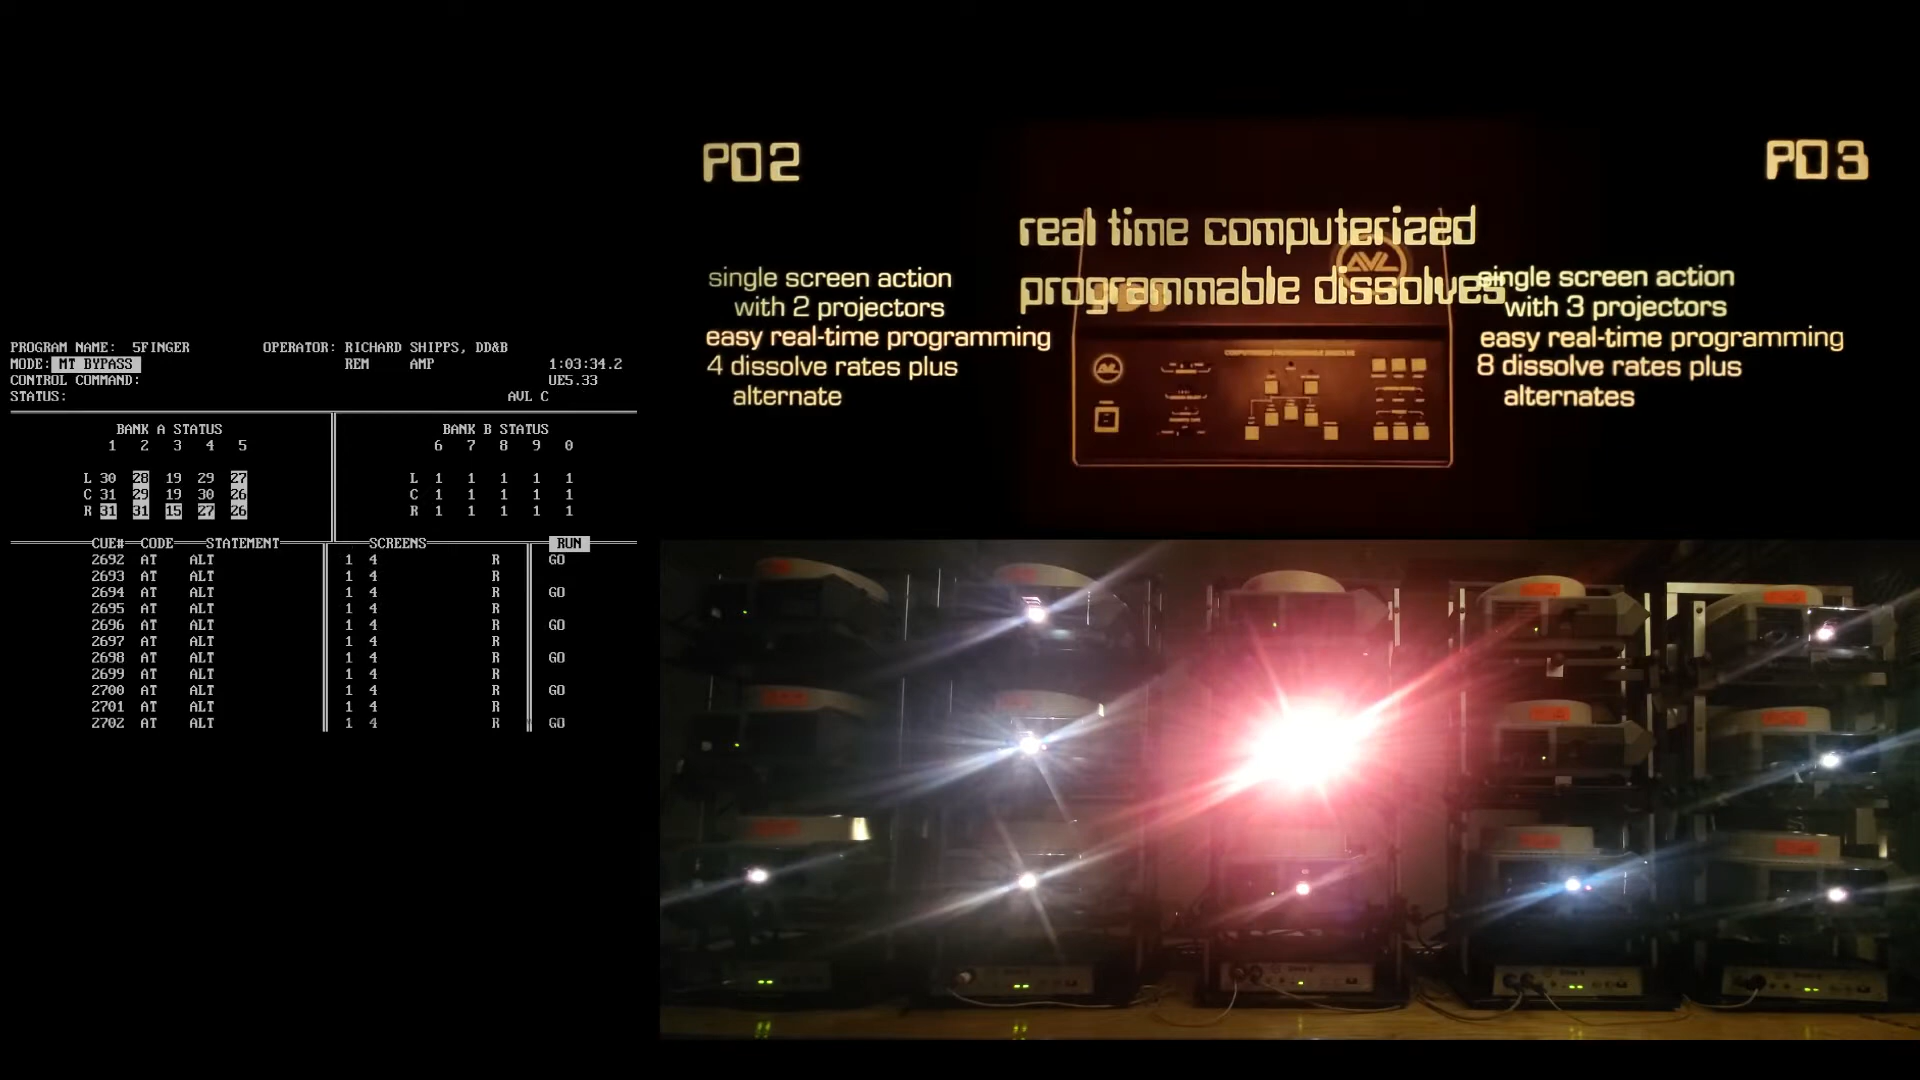 PROGRAM NAME: 5FINGER OPERATOR: RICHARD SHIPPS, DD&B
MODE: MT BYPASS REM AMP 1:03:34.2
CONTROL COMMAND: UE5.33
STATUS: AVL C
BANK A STATUS BANK B STATUS
1 2 3 4 5 6 7 8 9 0
L 30 28 19 29 27 L 1 1 1 1 1
C 31 29 19 30 26 C 1 1 1 1 1
R 31 31 15 27 26 R 1 1 1 1 1
CUE# CODE STATEMENT SCREENS RUN
2692 AT ALT 1 4 R GO
2693 AT ALT 1 4 R
2694 AT ALT 1 4 R GO
2695 AT ALT 1 4 R
2696 AT ALT 1 4 R GO
2697 AT ALT 1 4 R
2698 AT ALT 1 4 R GO
2699 AT ALT 1 4 R
2700 AT ALT 1 4 R GO
2701 AT ALT 1 4 R
2702 AT ALT 1 4 R GO
PD 2
single screen action
with 2 projectors
easy real-time programming
4 dissolve rates plus
alternate
real time computerized
programmable dissolves
AVL
AVL
PD 3
single screen action
with 3 projectors
easy real-time programming
8 dissolve rates plus
alternates